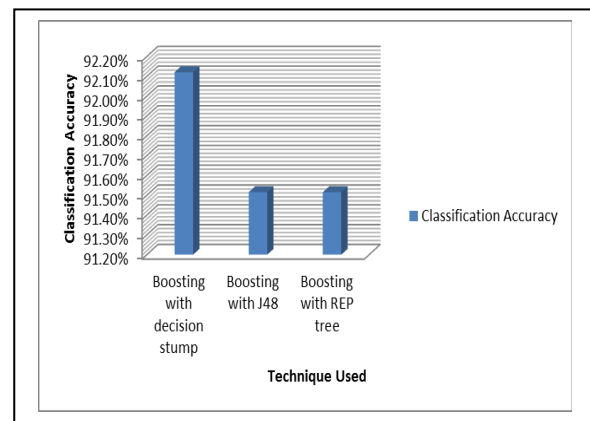 92.20%
92.10%
92.00%
91.90%
91.80%
91.70%
91.60%
91.50%
91.40%
91.30%
91.20%
Classification Accuracy
Boosting with decision stump
Boosting with J48
Boosting with REP tree
Technique Used
Classification Accuracy